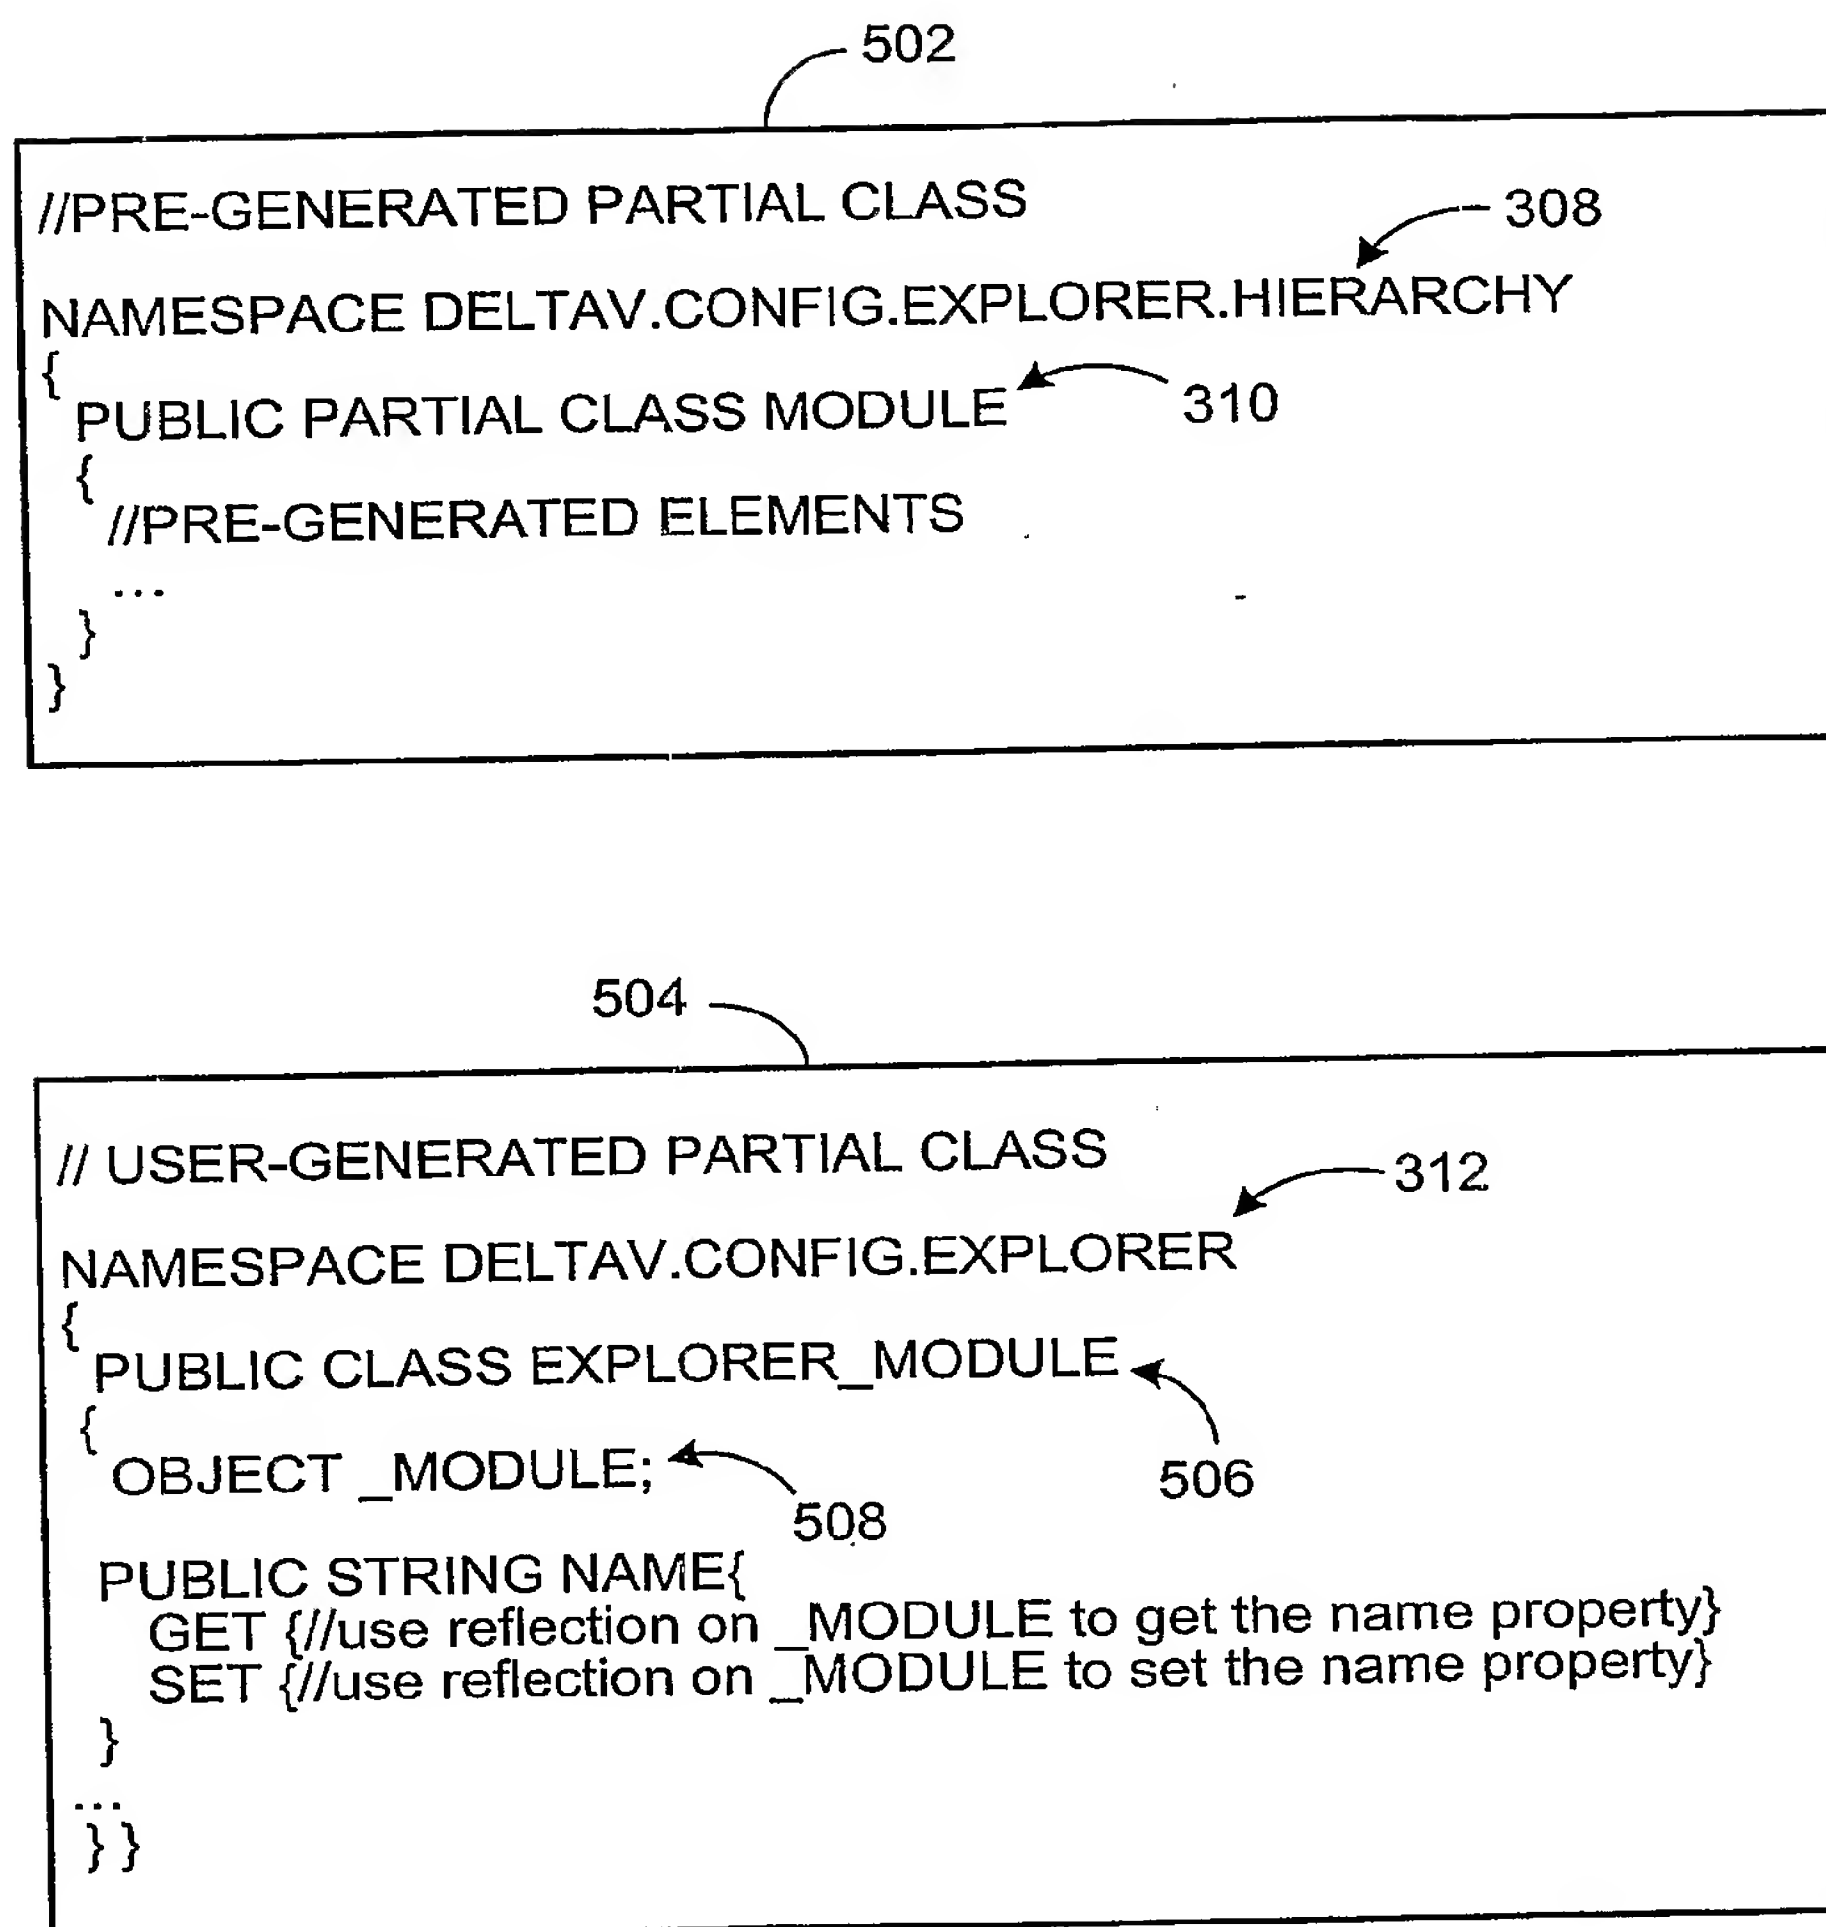 502
//PRE-GENERATED PARTIAL CLASS
308
NAMESPACE DELTAV.CONFIG.EXPLORER.HIERARCHY
{
PUBLIC PARTIAL CLASS MODULE
310
{
//PRE-GENERATED ELEMENTS
...
}
}
504
// USER-GENERATED PARTIAL CLASS
312
NAMESPACE DELTAV.CONFIG.EXPLORER
{
PUBLIC CLASS EXPLORER_MODULE
506
{
OBJECT _MODULE;
508
PUBLIC STRING NAME{
GET {//use reflection on _MODULE to get the name property}
SET {//use reflection on _MODULE to set the name property}
}
...
} }